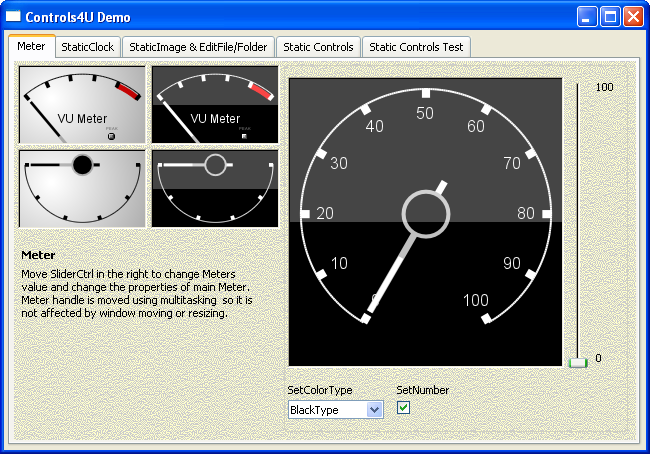 Controls4U Demo
Meter StaticClock StaticImage & EditFile/Folder Static Controls Static Controls Test
VU Meter
PEAK
VU Meter
PEAK
Meter
Move SliderCtrl in the right to change Meters
value and change the properties of main Meter.
Meter handle is moved using multitasking so it is
not affected by window moving or resizing.
50
40 60
30 70
20 80
10 90
0 100
100
0
SetColorType SetNumber
BlackType